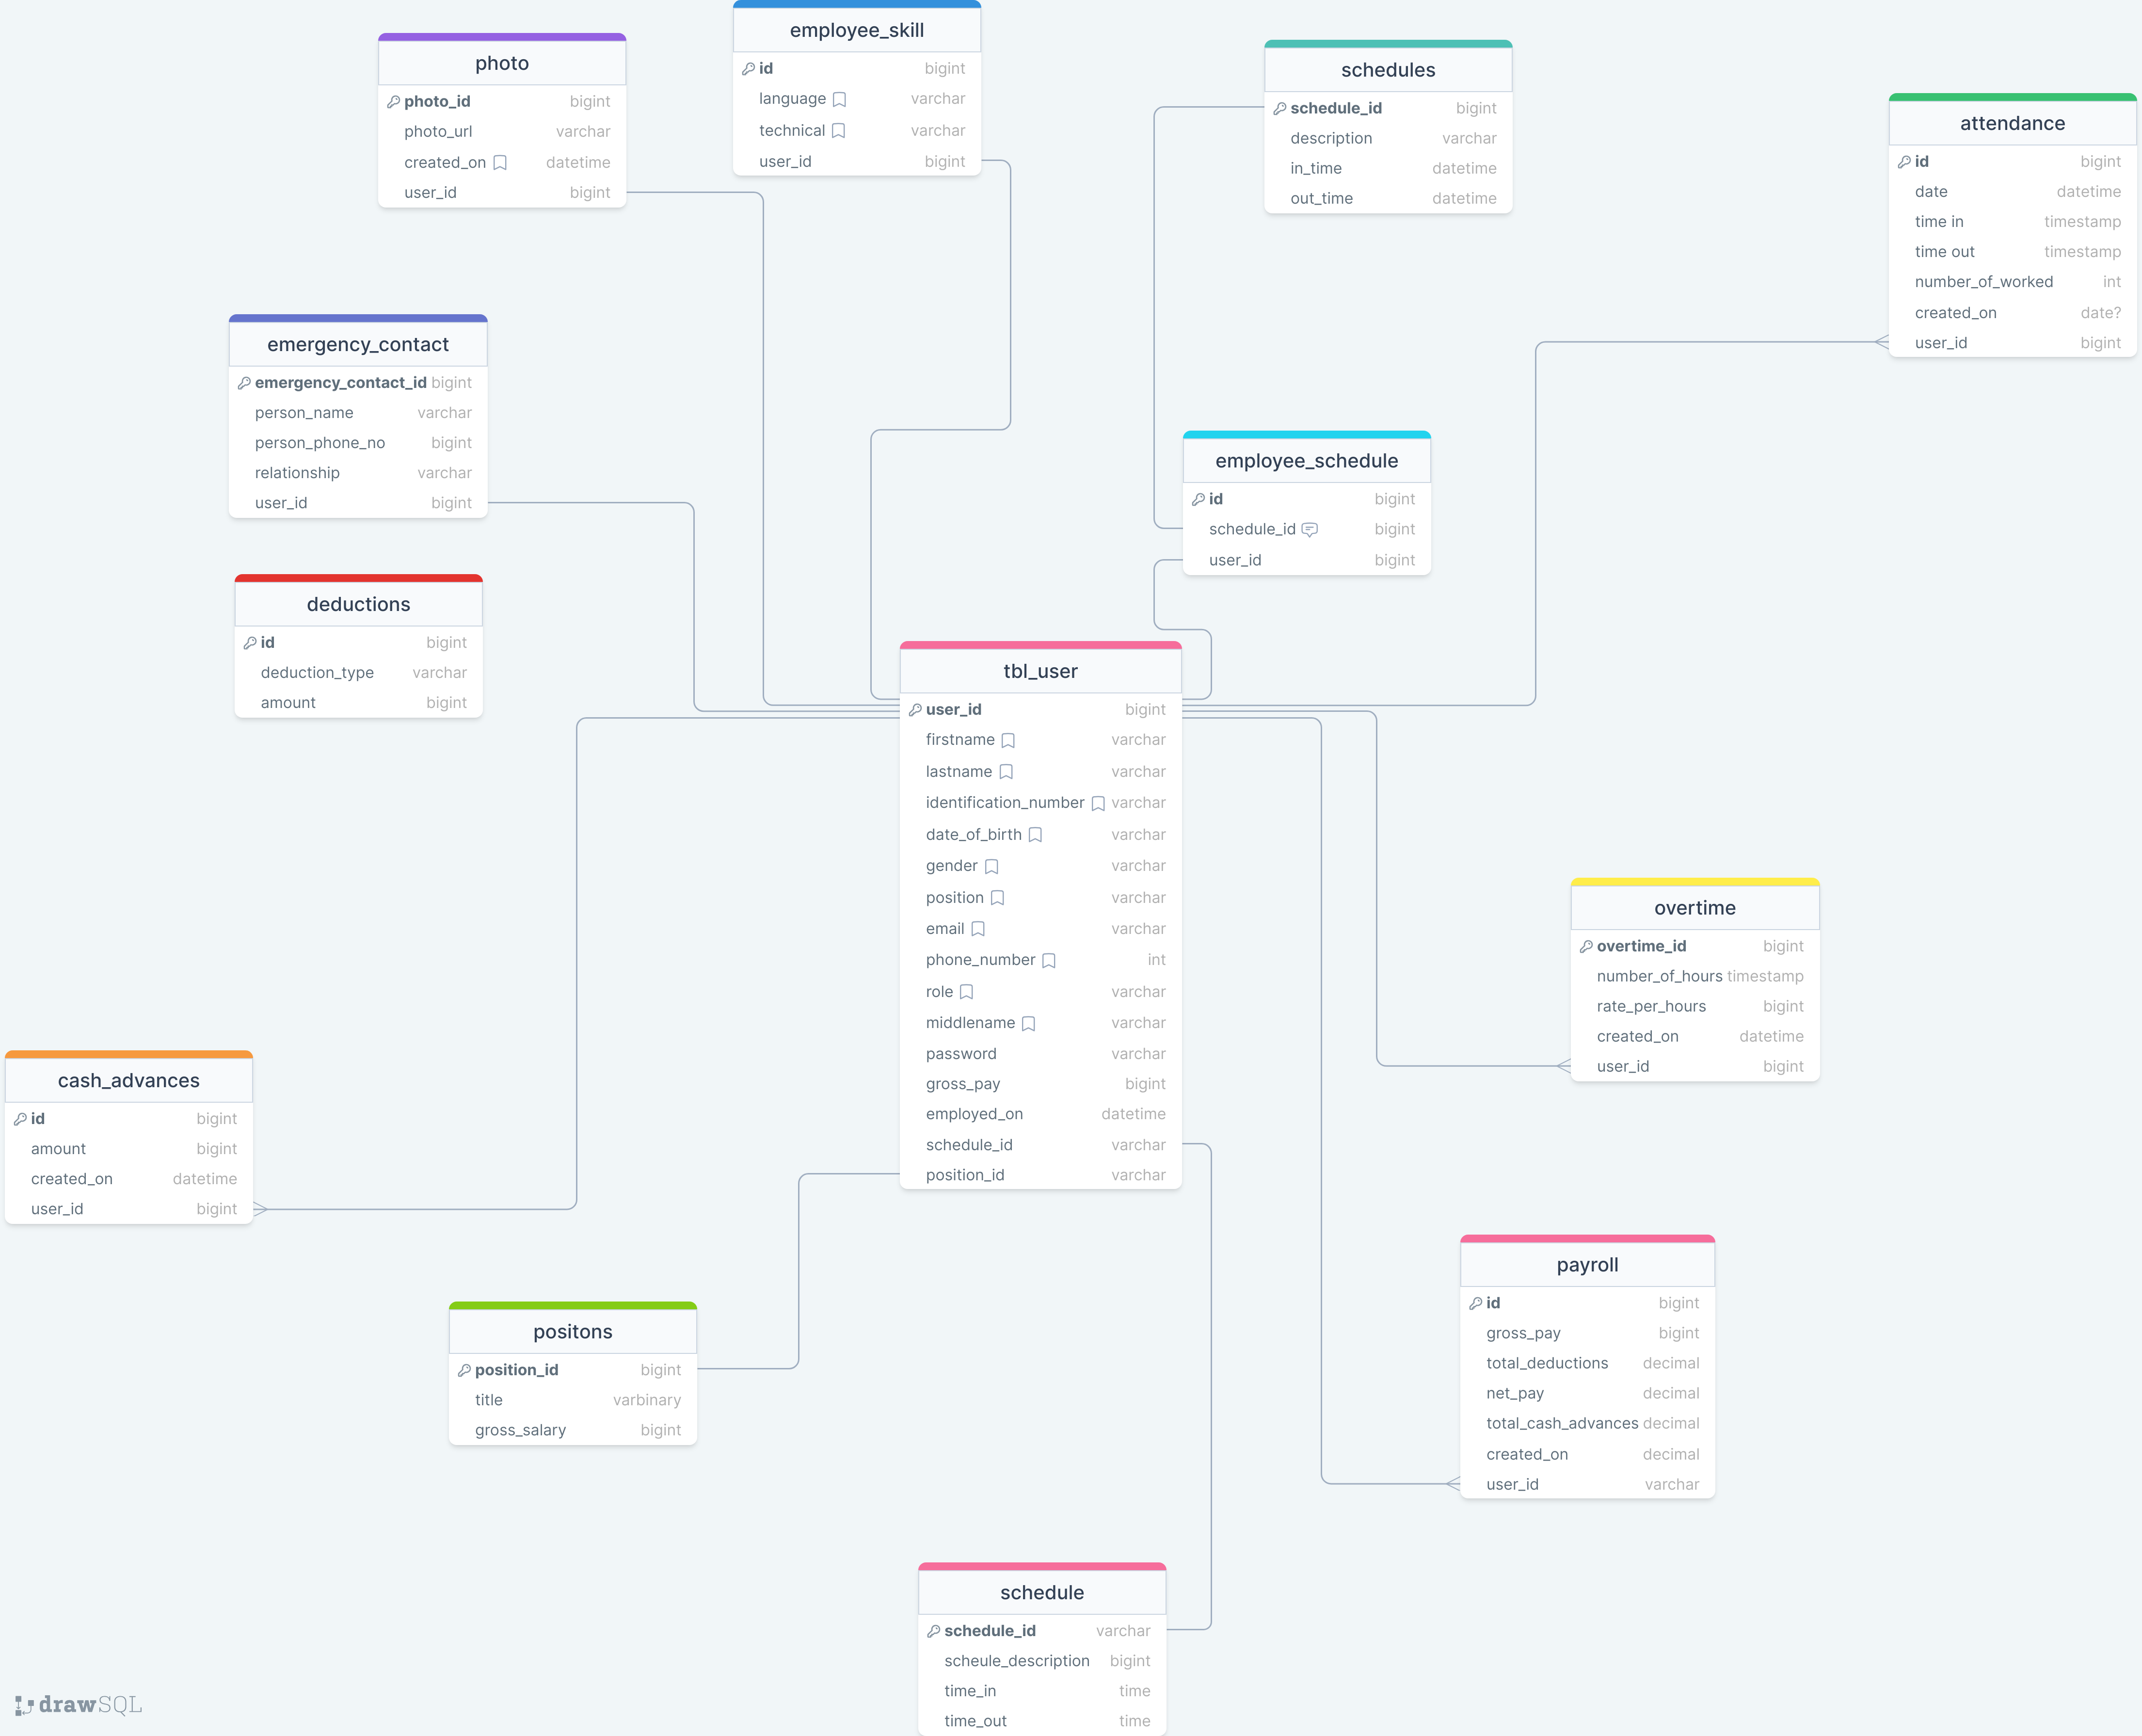 employee_skill
id bigint
language varchar
technical varchar
user_id bigint
photo
photo_id bigint
photo_url varchar
created_on datetime
user_id bigint
schedules
schedule_id bigint
description varchar
in_time datetime
out_time datetime
attendance
id bigint
date datetime
time in timestamp
time out timestamp
number_of_worked int
created_on date?
user_id bigint
emergency_contact
emergency_contact_id bigint
person_name varchar
person_phone_no bigint
relationship varchar
user_id bigint
employee_schedule
id bigint
schedule_id bigint
user_id bigint
deductions
id bigint
deduction_type varchar
amount bigint
tbl_user
user_id bigint
firstname varchar
lastname varchar
identification_number varchar
date_of_birth varchar
gender varchar
position varchar
email varchar
phone_number int
role varchar
middlename varchar
password varchar
gross_pay bigint
employed_on datetime
schedule_id varchar
position_id varchar
overtime
overtime_id bigint
number_of_hours timestamp
rate_per_hours bigint
created_on datetime
user_id bigint
cash_advances
id bigint
amount bigint
created_on datetime
user_id bigint
payroll
id bigint
gross_pay bigint
total_deductions decimal
net_pay decimal
total_cash_advances decimal
created_on decimal
user_id varchar
positons
position_id bigint
title varbinary
gross_salary bigint
schedule
schedule_id varchar
scheule_description bigint
time_in time
time_out time
drawSQL